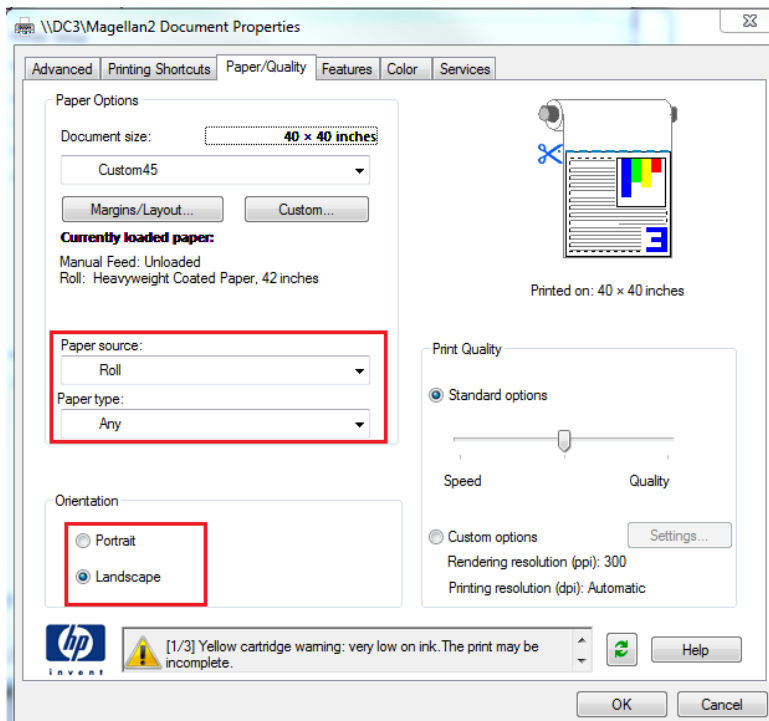 \\DC3\Magellan2 Document Properties
Advanced Printing Shortcuts Paper/Quality Features Color Services
Paper Options
Document size: 40 × 40 inches
Custom45
Margins/Layout... Custom...
Currently loaded paper:
Manual Feed: Unloaded
Roll: Heavyweight Coated Paper, 42 inches
3
Printed on: 40 × 40 inches
Paper source:
Roll
Paper type:
Any
Print Quality
Standard options
Speed Quality
Custom options Settings...
Rendering resolution (ppi): 300
Printing resolution (dpi): Automatic
Orientation
Portrait
Landscape
hp
invent
[1/3] Yellow cartridge warning: very low on ink.The print may be
incomplete.
Help
OK Cancel